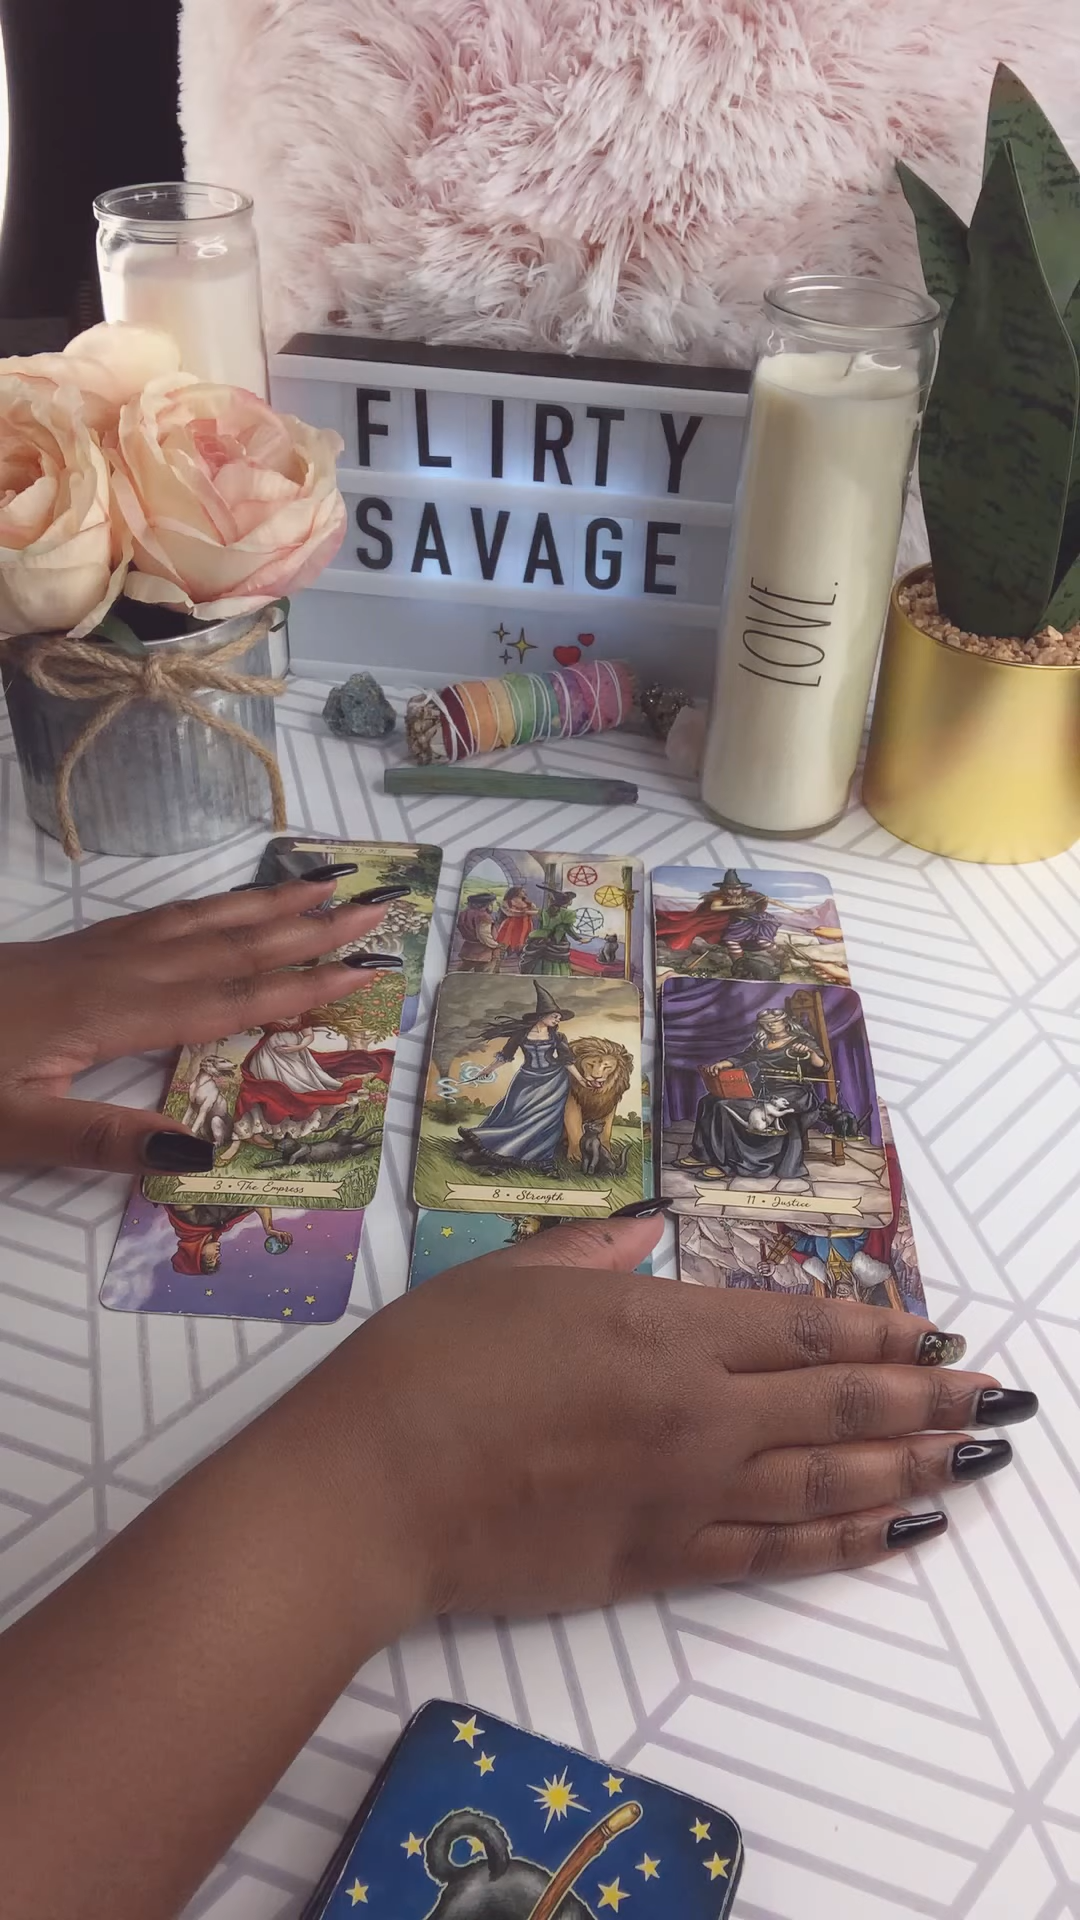 FLIRTY
SAVAGE
LOVE.
3 • The Empress
8 • Strength
11 • Justice